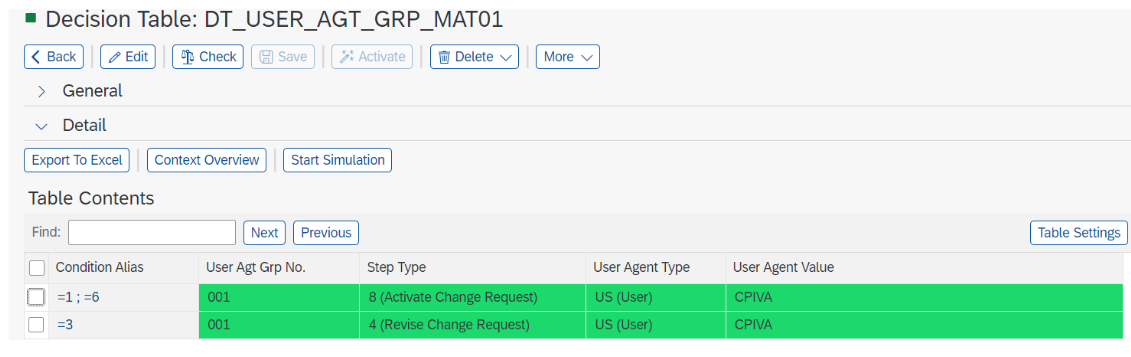 Decision Table: DT_USER_AGT_GRP_MAT01
Back Edit Check Save Activate Delete More
General
Detail
Export To Excel Context Overview Start Simulation
Table Contents
Find: Next Previous Table Settings
Condition Alias User Agt Grp No. Step Type User Agent Type User Agent Value
=1 ; =6 001 8 (Activate Change Request) US (User) CPIVA
=3 001 4 (Revise Change Request) US (User) CPIVA